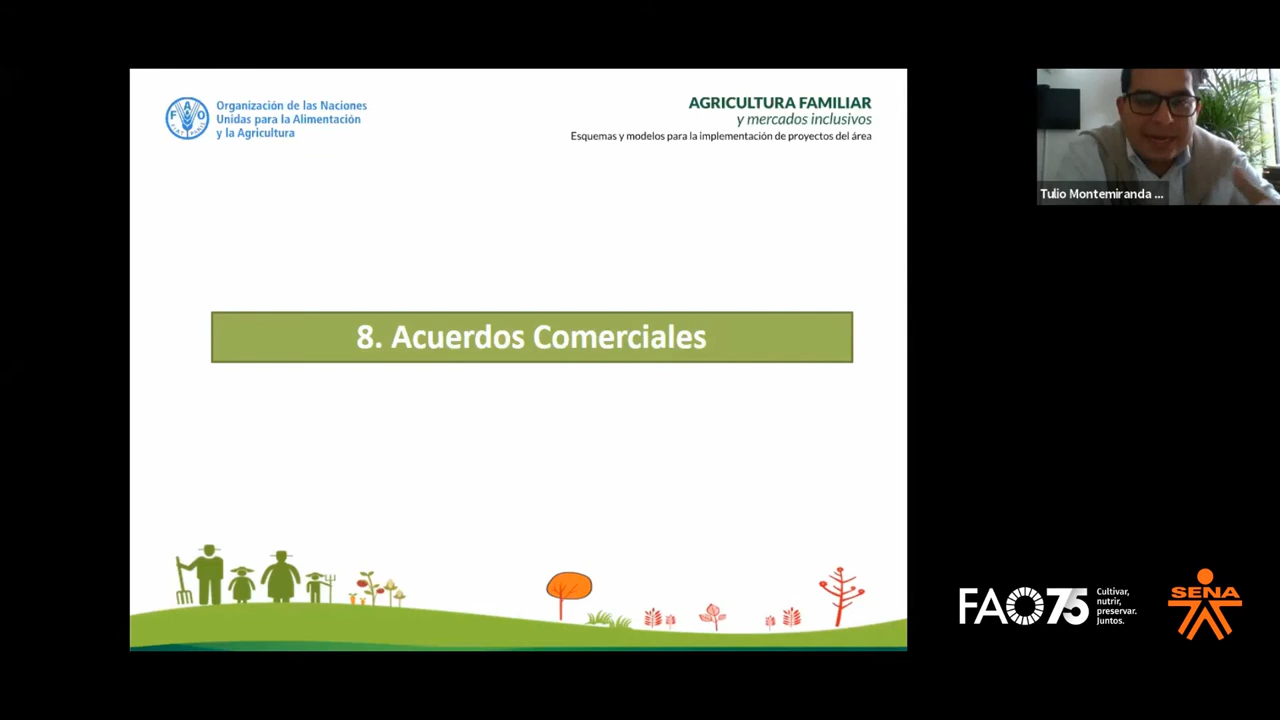 Organización de las Naciones
Unidas para la Alimentación
y la Agricultura
AGRICULTURA FAMILIAR
y mercados inclusivos
Esquemas y modelos para la implementación de proyectos del área
Tulio Montemiranda ...
8. Acuerdos Comerciales
FAO75
Cultivar,
nutrir,
preservar.
Juntos.
SENA